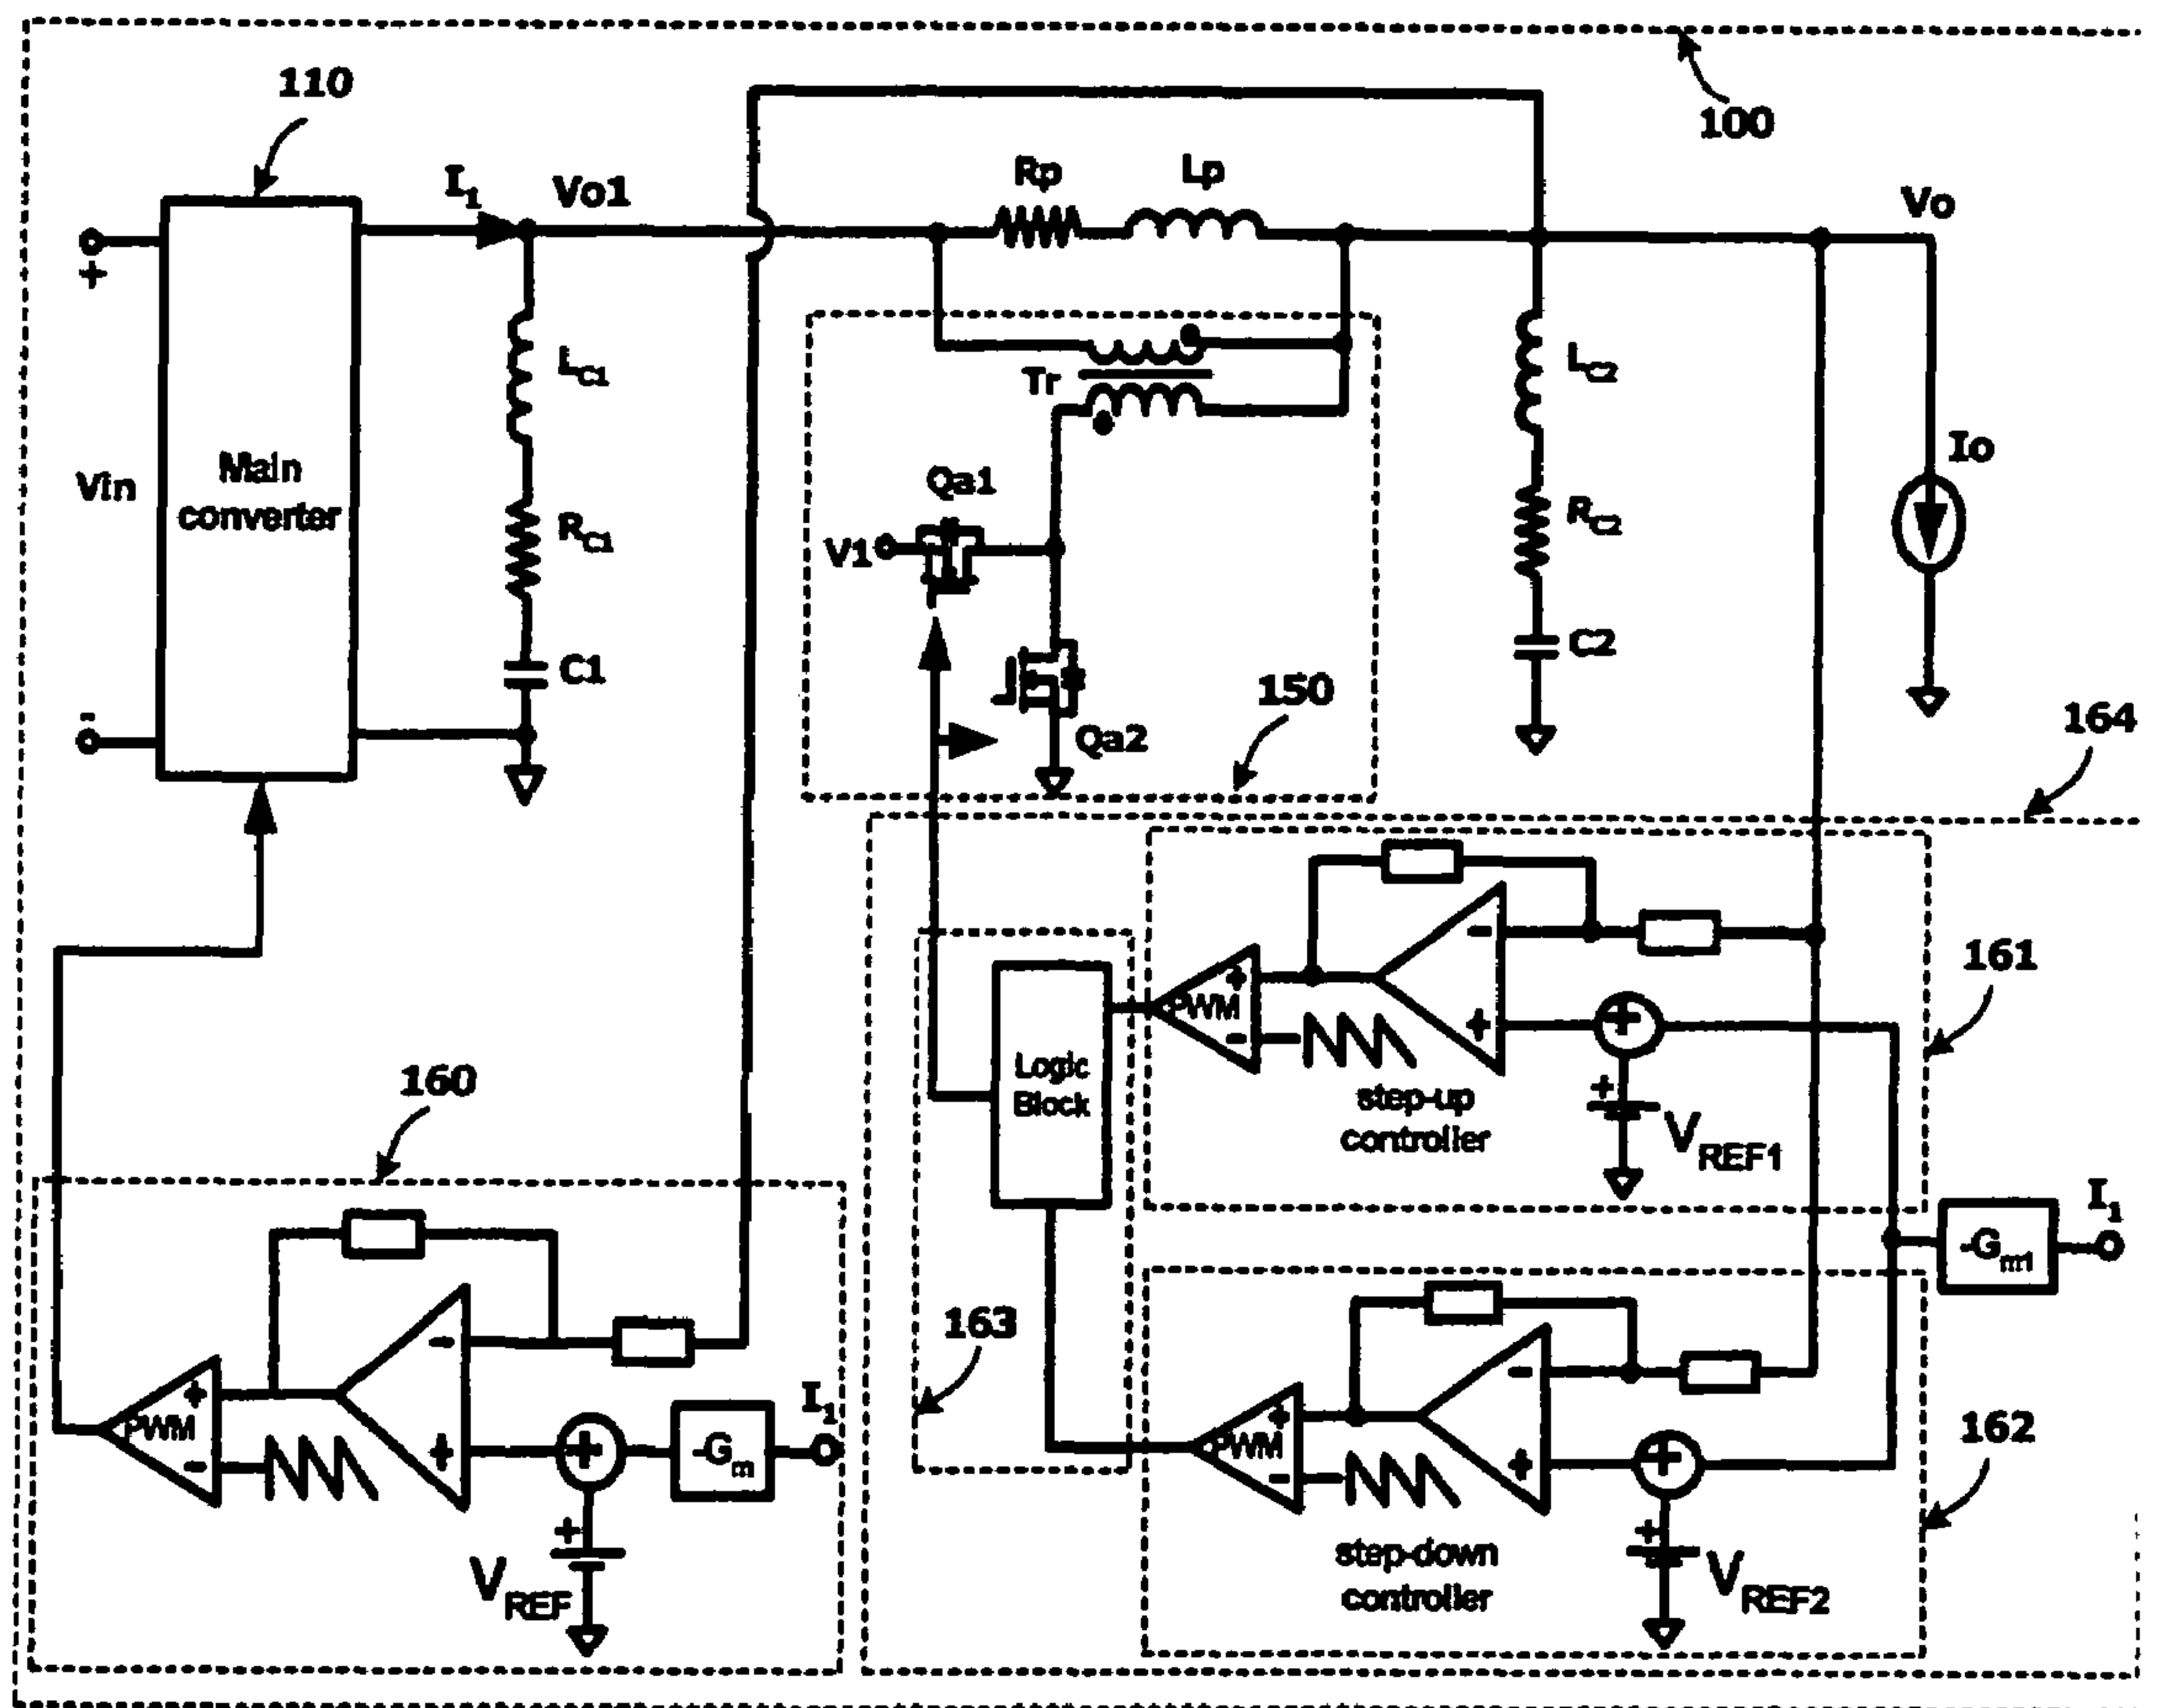 100
110
I1
Vo1
Rp
Lp
Vo
+
-
Vin
Main
converter
LC1
RC1
C1
Tr
Qa1
V1
Qa2
150
LC2
RC2
C2
Io
164
161
-
+
+
PWM
-
step-up
controller
+
VREF1
Logic
Block
163
160
-
+
+
PWM
-
+
-Gm
I1
+
VREF
-Gm1
I1
-
+
+
PWM
-
+
step-down
controller
+
VREF2
162